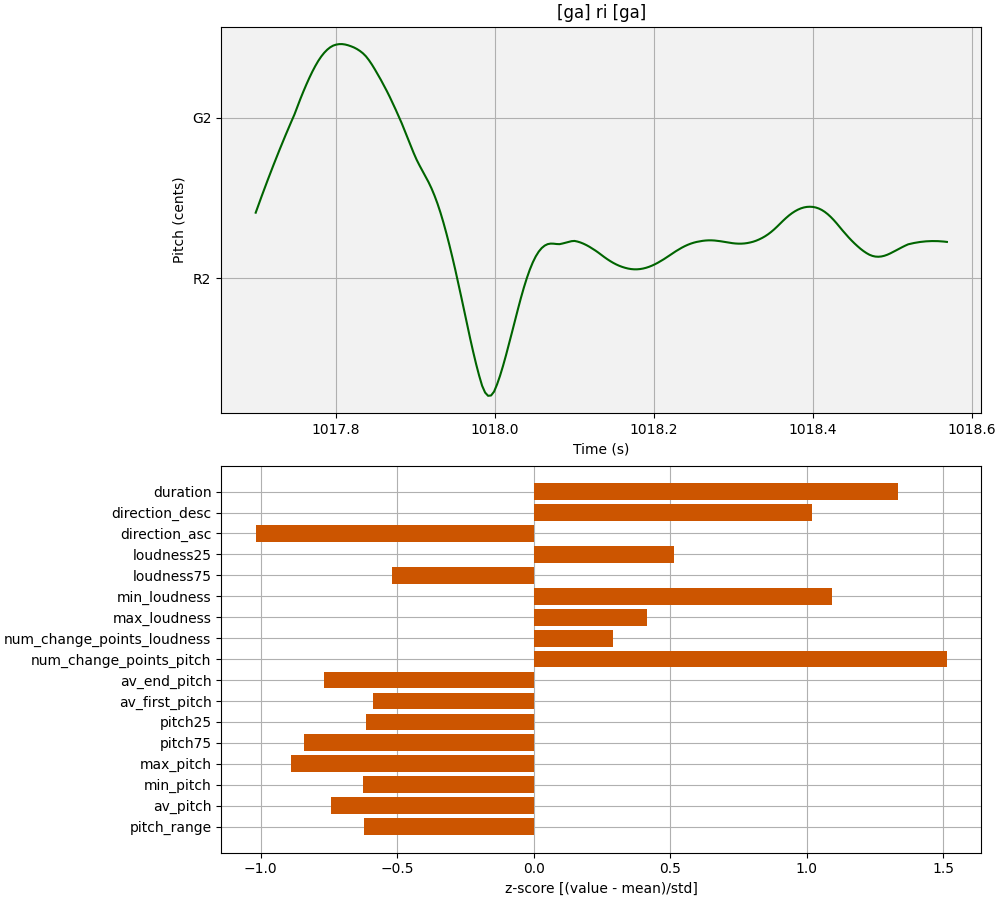 [ga] ri [ga]
G2
R2
Pitch (cents)
1017.8
1018.0
1018.2
1018.4
1018.6
Time (s)
duration
direction_desc
direction_asc
loudness25
loudness75
min_loudness
max_loudness
num_change_points_loudness
num_change_points_pitch
av_end_pitch
av_first_pitch
pitch25
pitch75
max_pitch
min_pitch
av_pitch
pitch_range
−1.0
−0.5
0.0
0.5
1.0
1.5
z-score [(value - mean)/std]